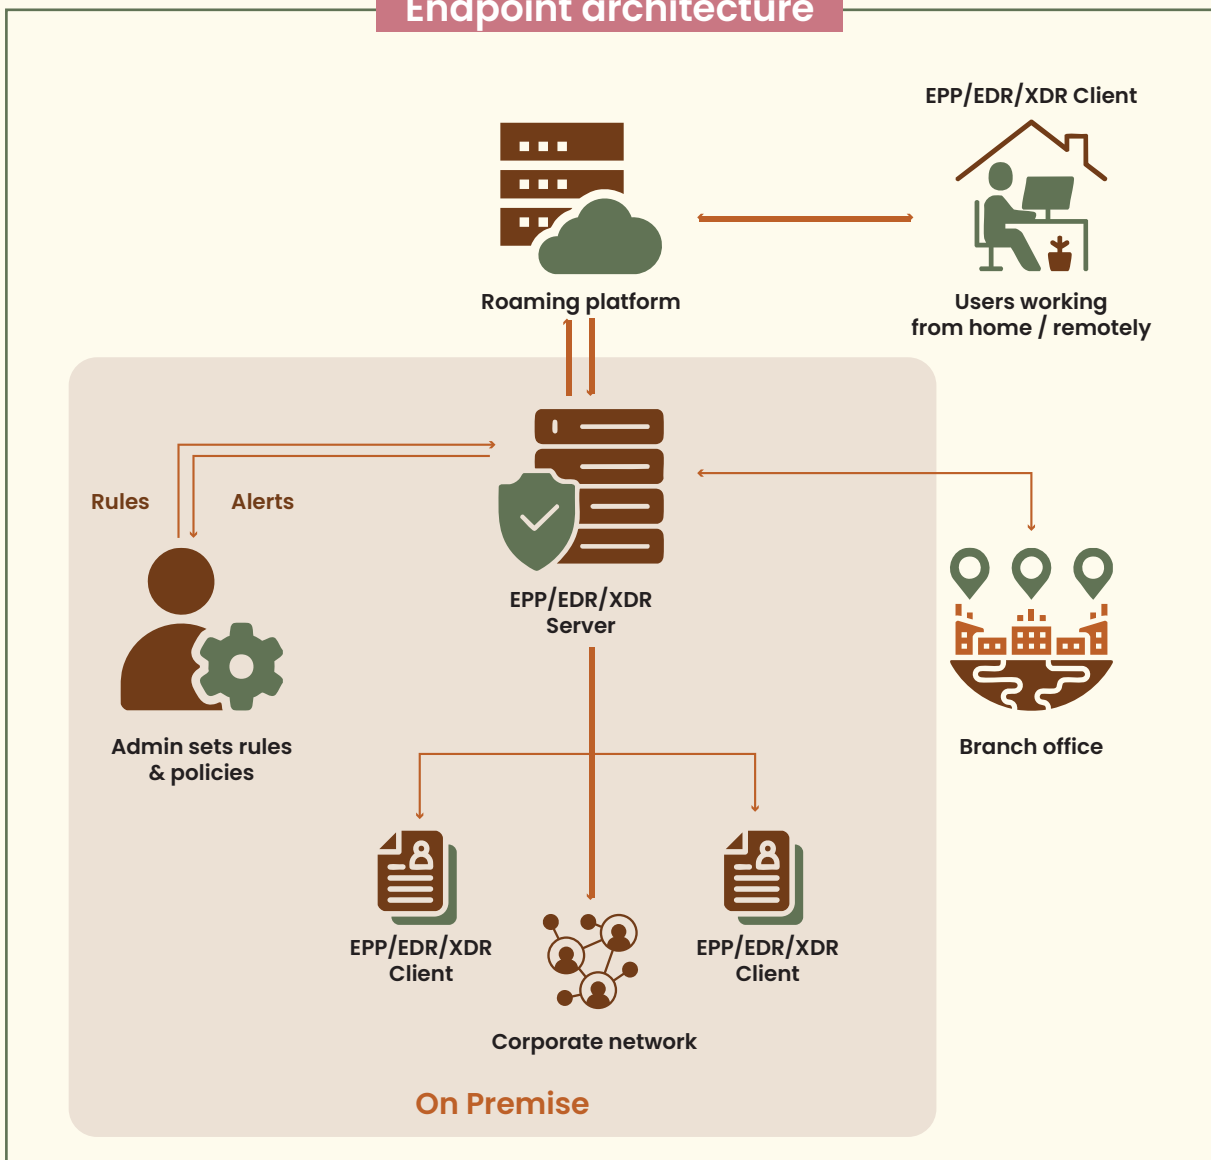 Endpoint architecture
EPP/EDR/XDR Client
Roaming platform
Users working
from home / remotely
Rules
Alerts
EPP/EDR/XDR
Server
Admin sets rules
& policies
Branch office
EPP/EDR/XDR
Client
EPP/EDR/XDR
Client
Corporate network
On Premise